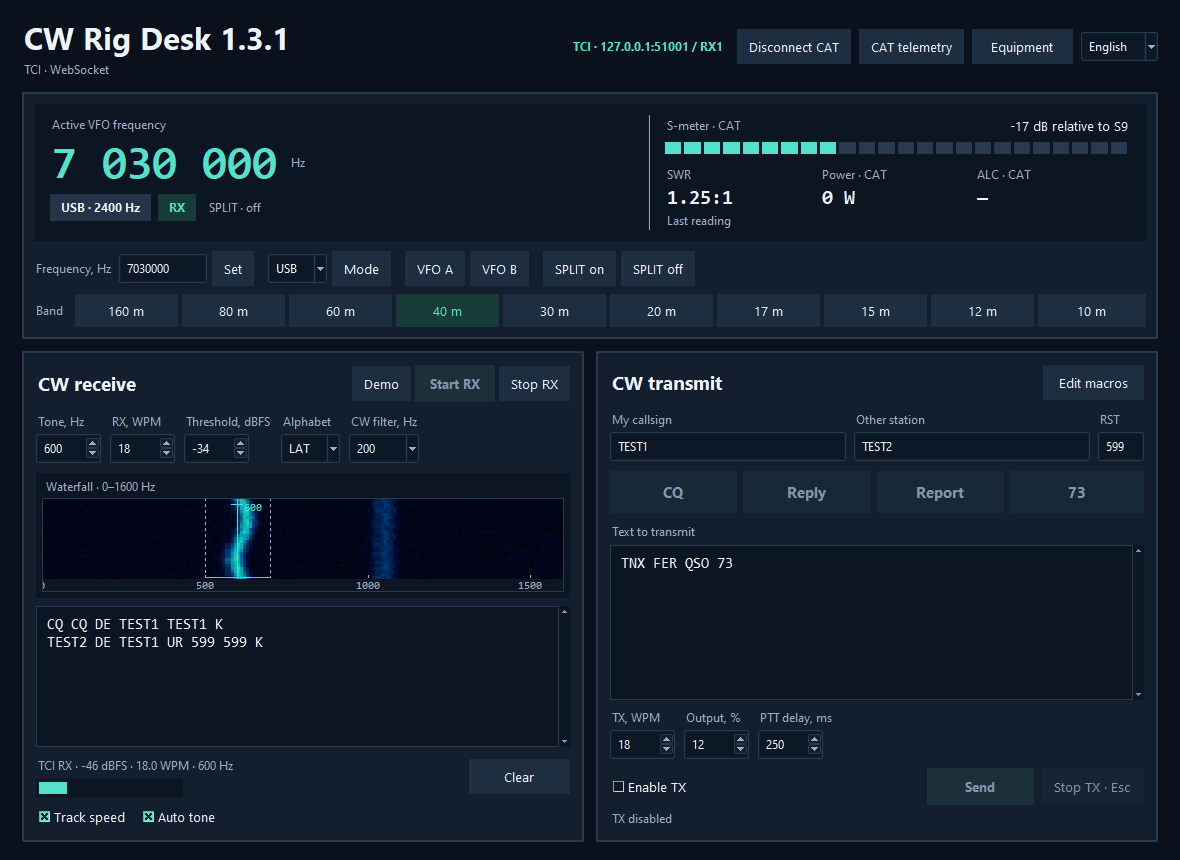 CW Rig Desk 1.3.1
TCI · WebSocket
TCI · 127.0.0.1:51001 / RX1
Disconnect CAT
CAT telemetry
Equipment
English
Active VFO frequency
7 030 000 Hz
USB · 2400 Hz
RX
SPLIT · off
S-meter · CAT
-17 dB relative to S9
SWR
Power · CAT
ALC · CAT
1.25:1
0 W
—
Last reading
Frequency, Hz
7030000
Set
USB
Mode
VFO A
VFO B
SPLIT on
SPLIT off
Band
160 m
80 m
60 m
40 m
30 m
20 m
17 m
15 m
12 m
10 m
CW receive
Demo
Start RX
Stop RX
Tone, Hz
RX, WPM
Threshold, dBFS
Alphabet
CW filter, Hz
600
18
-34
LAT
200
Waterfall · 0–1600 Hz
600
500
1000
1500
CQ CQ DE TEST1 TEST1 K
TEST2 DE TEST1 UR 599 599 K
TCI RX · -46 dBFS · 18.0 WPM · 600 Hz
Clear
Track speed
Auto tone
CW transmit
Edit macros
My callsign
Other station
RST
TEST1
TEST2
599
CQ
Reply
Report
73
Text to transmit
TNX FER QSO 73
TX, WPM
Output, %
PTT delay, ms
18
12
250
Enable TX
Send
Stop TX · Esc
TX disabled